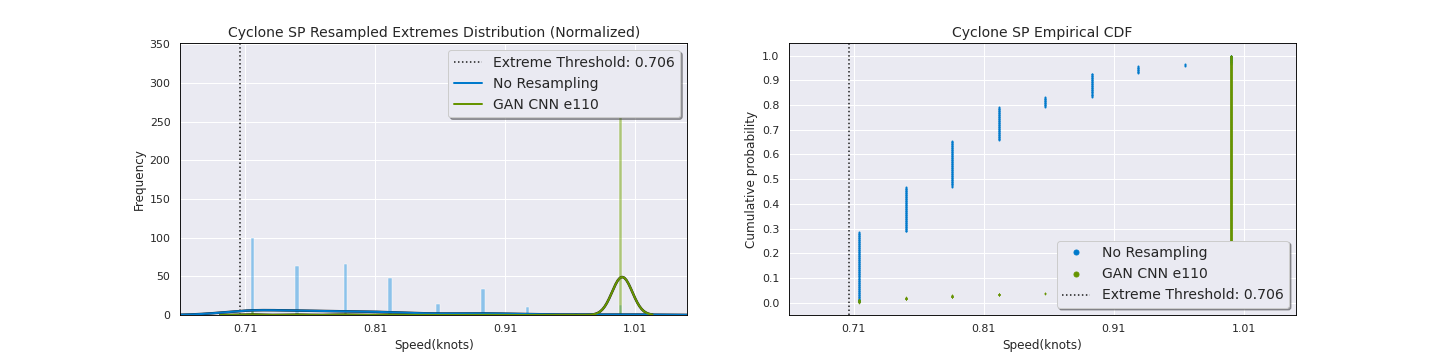 Cyclone SP Resampled Extremes Distribution (Normalized)
350
300
250
200
150
100
50
0
Frequency
Extreme Threshold: 0.706
No Resampling
GAN CNN e110
0.71
0.81
0.91
1.01
Speed(knots)
Cyclone SP Empirical CDF
1.0
0.9
0.8
0.7
0.6
0.5
0.4
0.3
0.2
0.1
0.0
Cumulative probability
No Resampling
GAN CNN e110
Extreme Threshold: 0.706
0.71
0.81
0.91
1.01
Speed(knots)